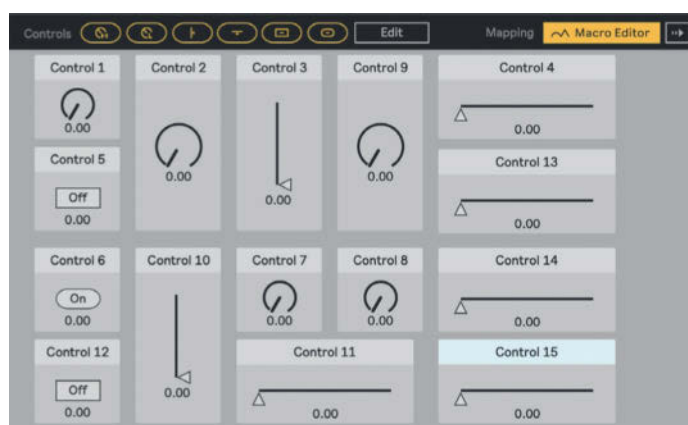 Controls Edit Mapping Macro Editor
Control 1 Control 2 Control 3 Control 9 Control 4
0.00 0.00
Control 5 0.00 0.00 Control 13
Off 0.00
0.00 0.00
Control 6 Control 10 Control 7 Control 8 Control 14
On
0.00 0.00 0.00 0.00
Control 12 Control 11 Control 15
Off 0.00
0.00 0.00 0.00